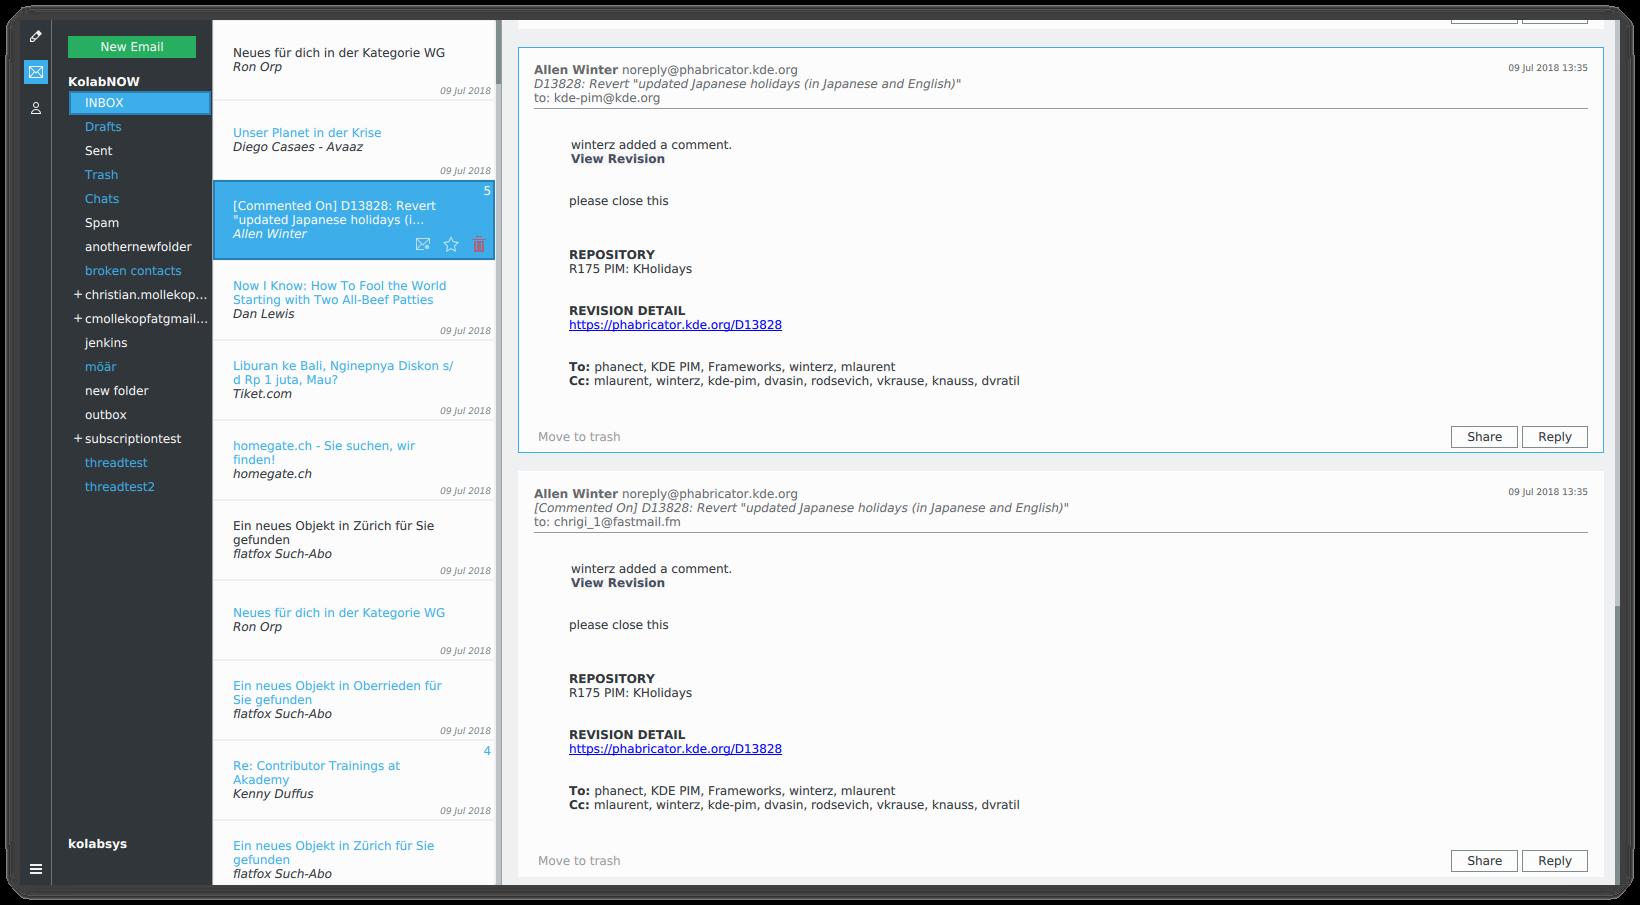 New Email
KolabNOW
INBOX
Drafts
Sent
Trash
Chats
Spam
anothernewfolder
broken contacts
+ christian.mollekop...
+ cmollekopfatgmail...
jenkins
möär
new folder
outbox
+ subscriptiontest
threadtest
threadtest2
kolabsys
Neues für dich in der Kategorie WG
Ron Orp
09 Jul 2018
Unser Planet in der Krise
Diego Casaes - Avaaz
09 Jul 2018
5
[Commented On] D13828: Revert
"updated Japanese holidays (i...
Allen Winter
Now I Know: How To Fool the World
Starting with Two All-Beef Patties
Dan Lewis
09 Jul 2018
Liburan ke Bali, Nginepnya Diskon s/
d Rp 1 juta, Mau?
Tiket.com
09 Jul 2018
homegate.ch - Sie suchen, wir
finden!
homegate.ch
09 Jul 2018
Ein neues Objekt in Zürich für Sie
gefunden
flatfox Such-Abo
09 Jul 2018
Neues für dich in der Kategorie WG
Ron Orp
09 Jul 2018
Ein neues Objekt in Oberrieden für
Sie gefunden
flatfox Such-Abo
09 Jul 2018
4
Re: Contributor Trainings at
Akademy
Kenny Duffus
09 Jul 2018
Ein neues Objekt in Zürich für Sie
gefunden
flatfox Such-Abo
Allen Winter noreply@phabricator.kde.org
09 Jul 2018 13:35
D13828: Revert "updated Japanese holidays (in Japanese and English)"
to: kde-pim@kde.org
winterz added a comment.
View Revision
please close this
REPOSITORY
R175 PIM: KHolidays
REVISION DETAIL
https://phabricator.kde.org/D13828
To: phanect, KDE PIM, Frameworks, winterz, mlaurent
Cc: mlaurent, winterz, kde-pim, dvasin, rodsevich, vkrause, knauss, dvratil
Move to trash
Share
Reply
Allen Winter noreply@phabricator.kde.org
09 Jul 2018 13:35
[Commented On] D13828: Revert "updated Japanese holidays (in Japanese and English)"
to: chrigi_1@fastmail.fm
winterz added a comment.
View Revision
please close this
REPOSITORY
R175 PIM: KHolidays
REVISION DETAIL
https://phabricator.kde.org/D13828
To: phanect, KDE PIM, Frameworks, winterz, mlaurent
Cc: mlaurent, winterz, kde-pim, dvasin, rodsevich, vkrause, knauss, dvratil
Move to trash
Share
Reply